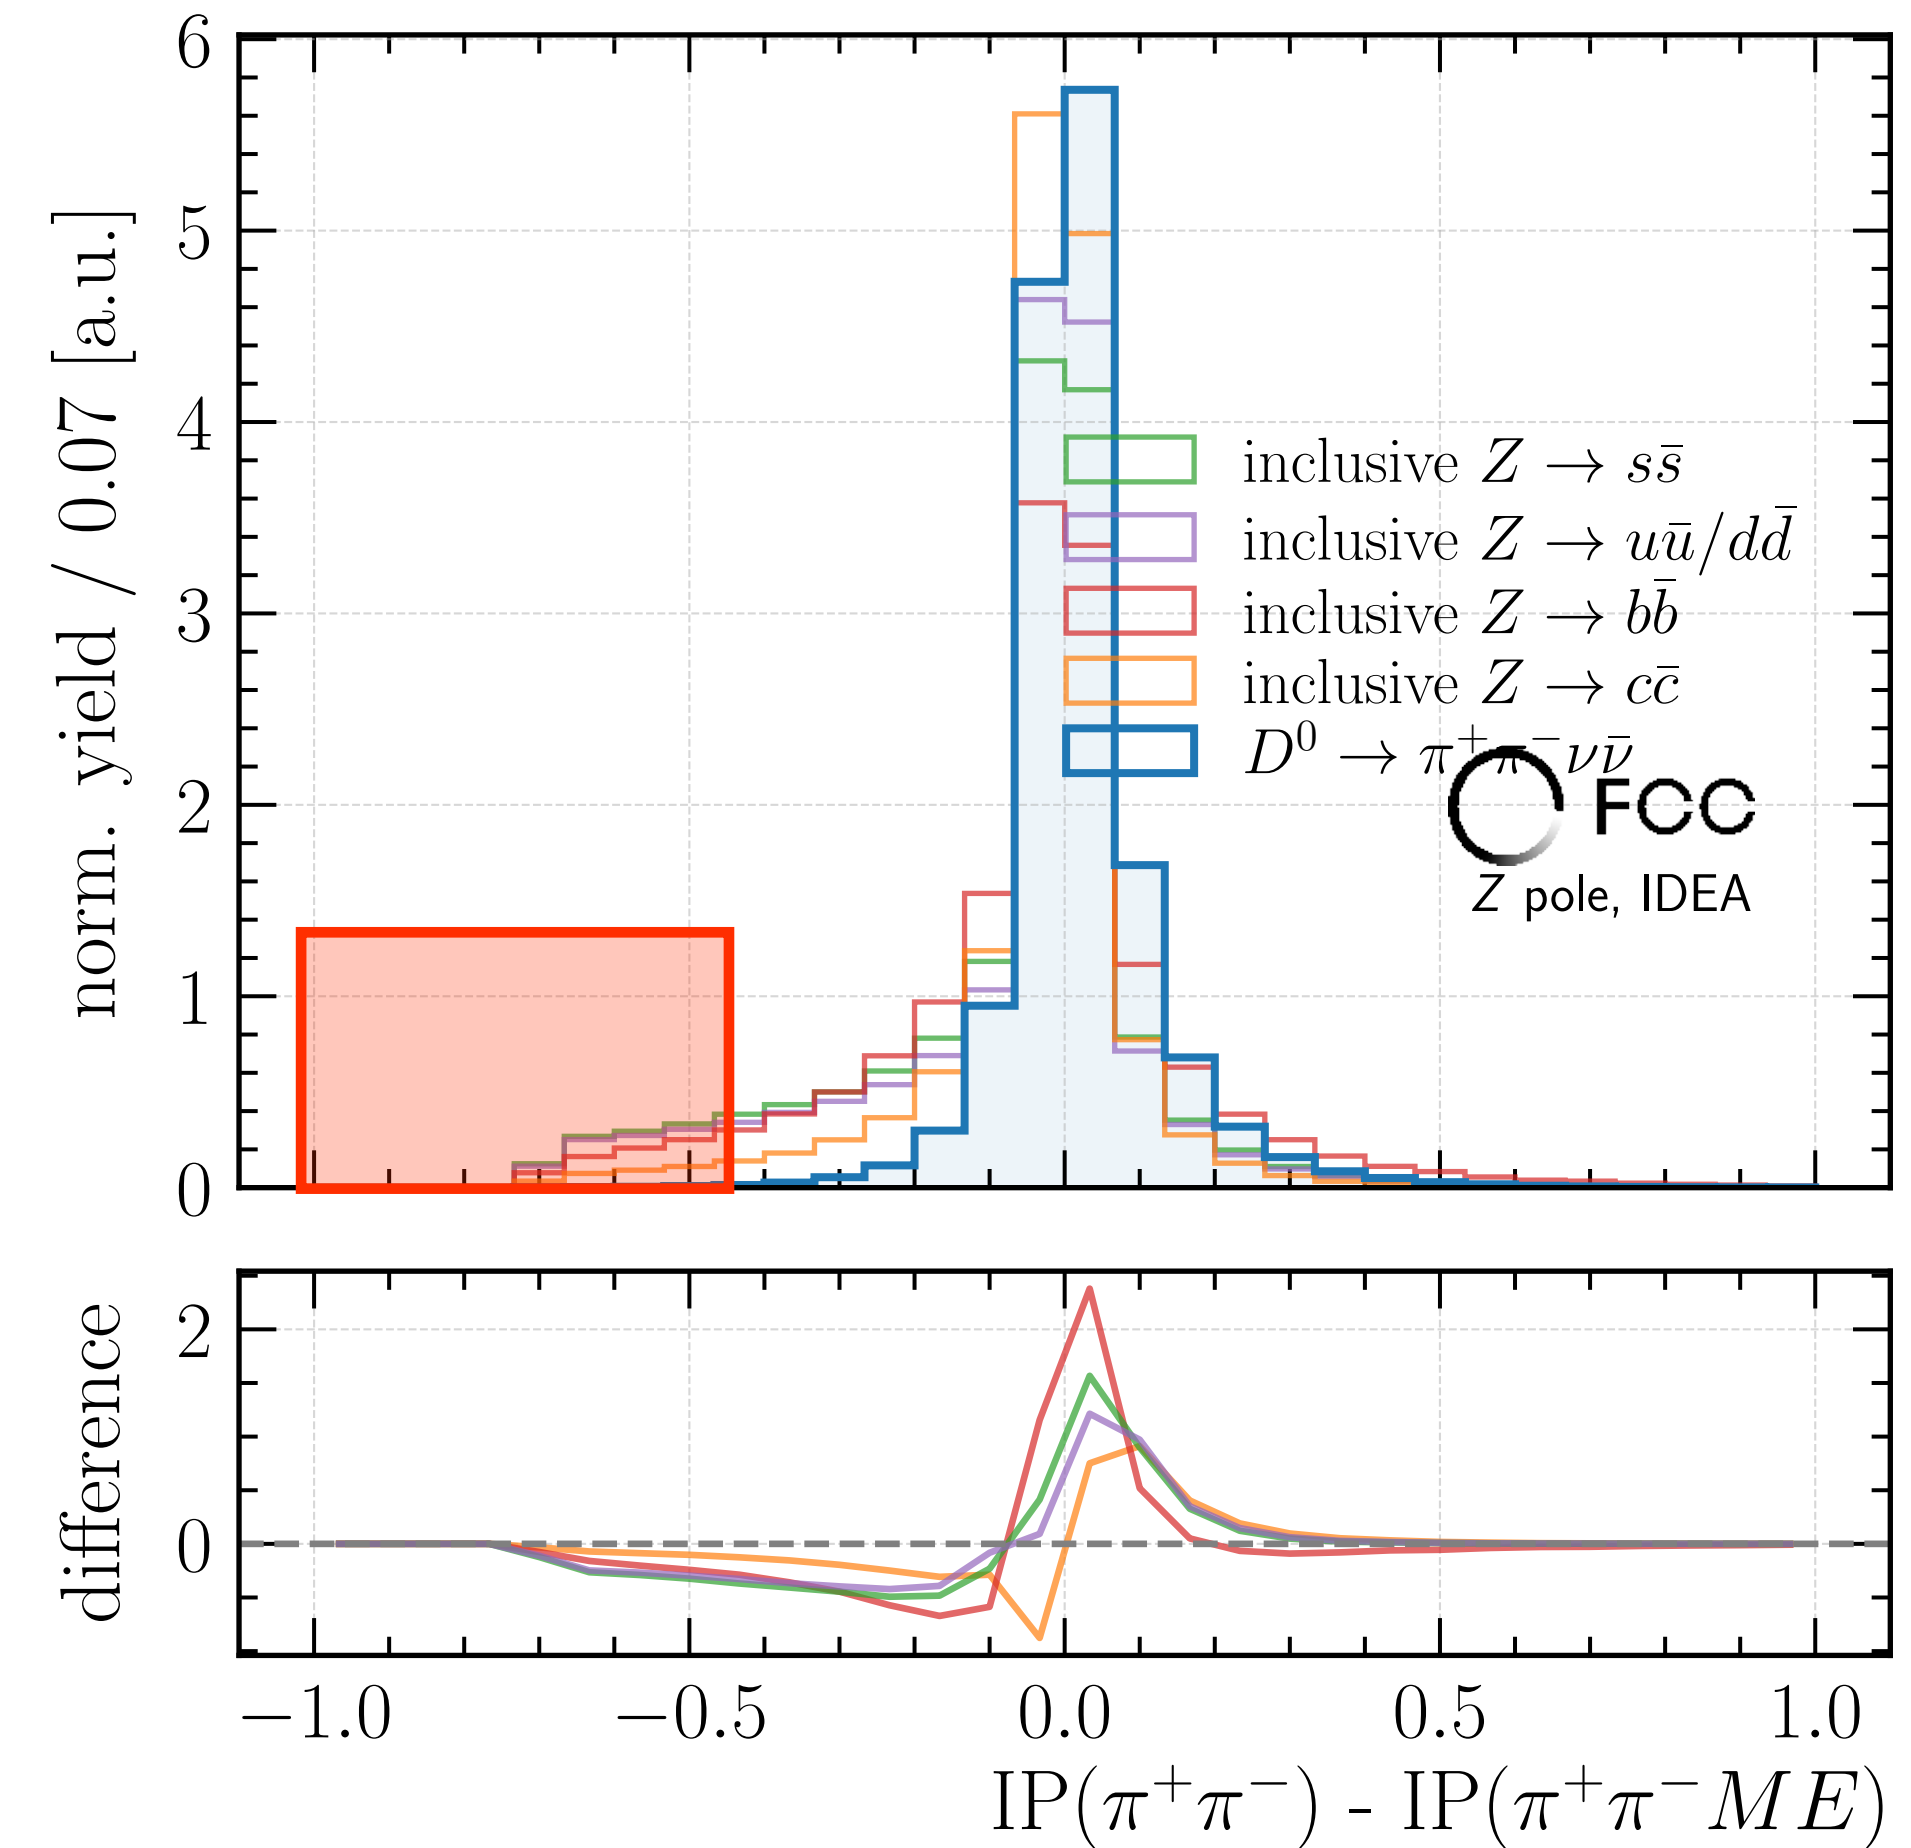 norm. yield / 0.07 [a.u.]
6
5
4
3
2
1
0
inclusive Z → ss̄
inclusive Z → uū/dd̄
inclusive Z → bb̄
inclusive Z → cc̄
D⁰ → π⁺π⁻νν̄
FCC
Z pole, IDEA
difference
2
0
−1.0 −0.5 0.0 0.5 1.0
IP(π⁺π⁻) - IP(π⁺π⁻ME)